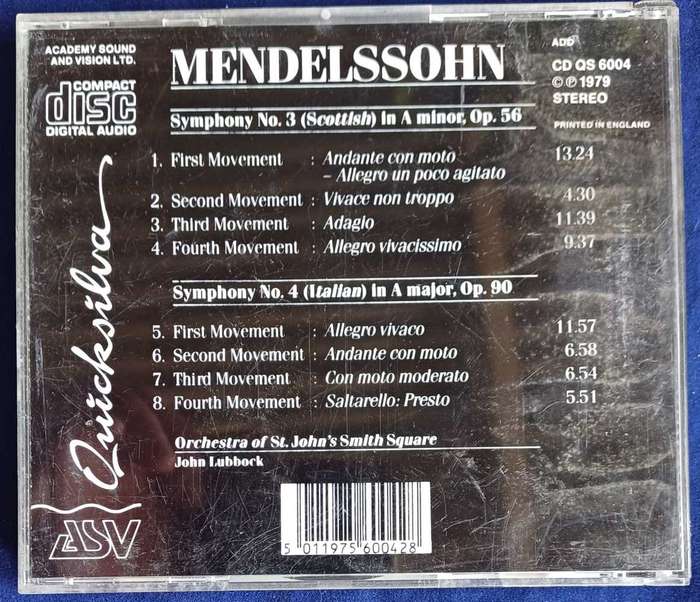 ACADEMY SOUND
AND VISION LTD.
COMPACT
disc
DIGITAL AUDIO
MENDELSSOHN
ADD
CD QS 6004
© ℗ 1979
STEREO
PRINTED IN ENGLAND
Symphony No. 3 (Scottish) in A minor, Op. 56
1. First Movement : Andante con moto 13.24
– Allegro un poco agitato
2. Second Movement : Vivace non troppo 4.30
3. Third Movement : Adagio 11.39
4. Fourth Movement : Allegro vivacissimo 9.37
Symphony No. 4 (Italian) in A major, Op. 90
5. First Movement : Allegro vivaco 11.57
6. Second Movement : Andante con moto 6.58
7. Third Movement : Con moto moderato 6.54
8. Fourth Movement : Saltarello: Presto 5.51
Orchestra of St. John's Smith Square
John Lubbock
Quicksilva
ASV
5 011975 600428